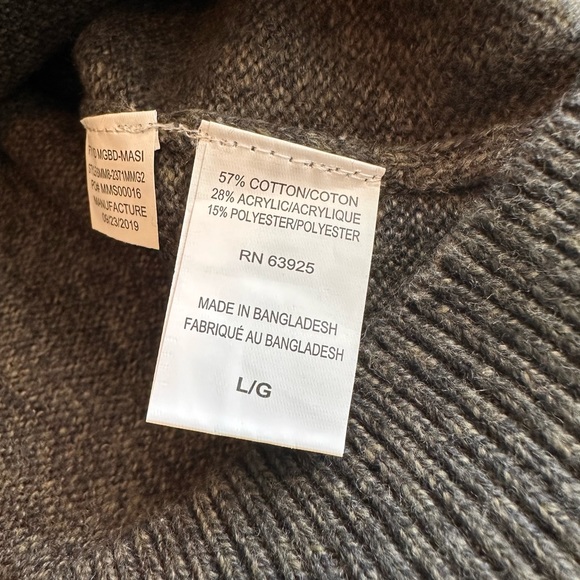 MGBD-MASI
PO# MMS00016
MANUFACTURE
09/23/2019
57% COTTON/COTON
28% ACRYLIC/ACRYLIQUE
15% POLYESTER/POLYESTER
RN 63925
MADE IN BANGLADESH
FABRIQUÉ AU BANGLADESH
L/G